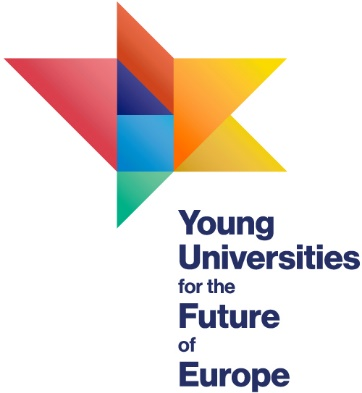 Young
Universities
for the
Future
of
Europe